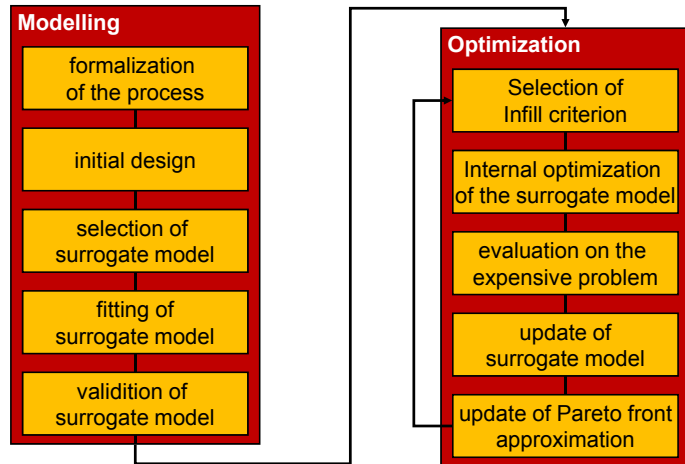 Modelling
formalization
of the process
initial design
selection of
surrogate model
fitting of
surrogate model
validition of
surrogate model
Optimization
Selection of
Infill criterion
Internal optimization
of the surrogate model
evaluation on the
expensive problem
update of
surrogate model
update of Pareto front
approximation